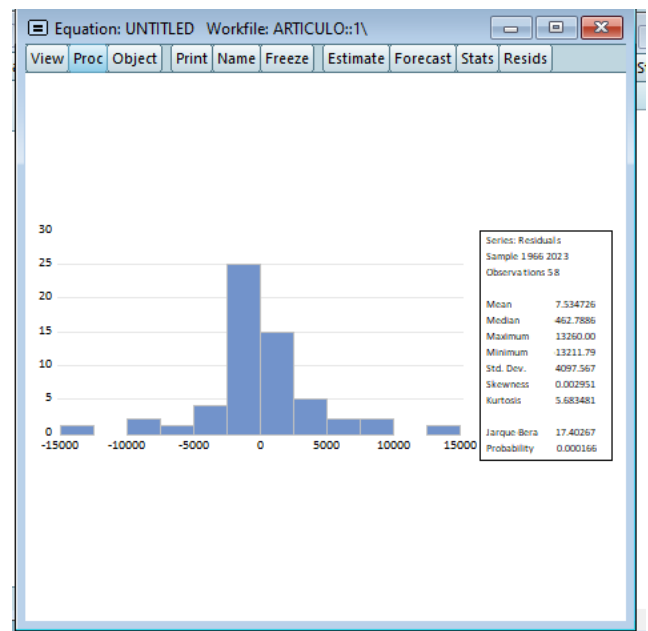 Equation: UNTITLED Workfile: ARTICULO::1\
View Proc Object Print Name Freeze Estimate Forecast Stats Resids
30
25
20
15
10
5
0
-15000 -10000 -5000 0 5000 10000 15000
Series: Residuals
Sample 1966 2023
Observations 58
Mean 7.534726
Median -462.7886
Maximum 13260.00
Minimum -13211.79
Std. Dev. 4097.567
Skewness 0.002951
Kurtosis 5.683481
Jarque-Bera 17.40267
Probability 0.000166